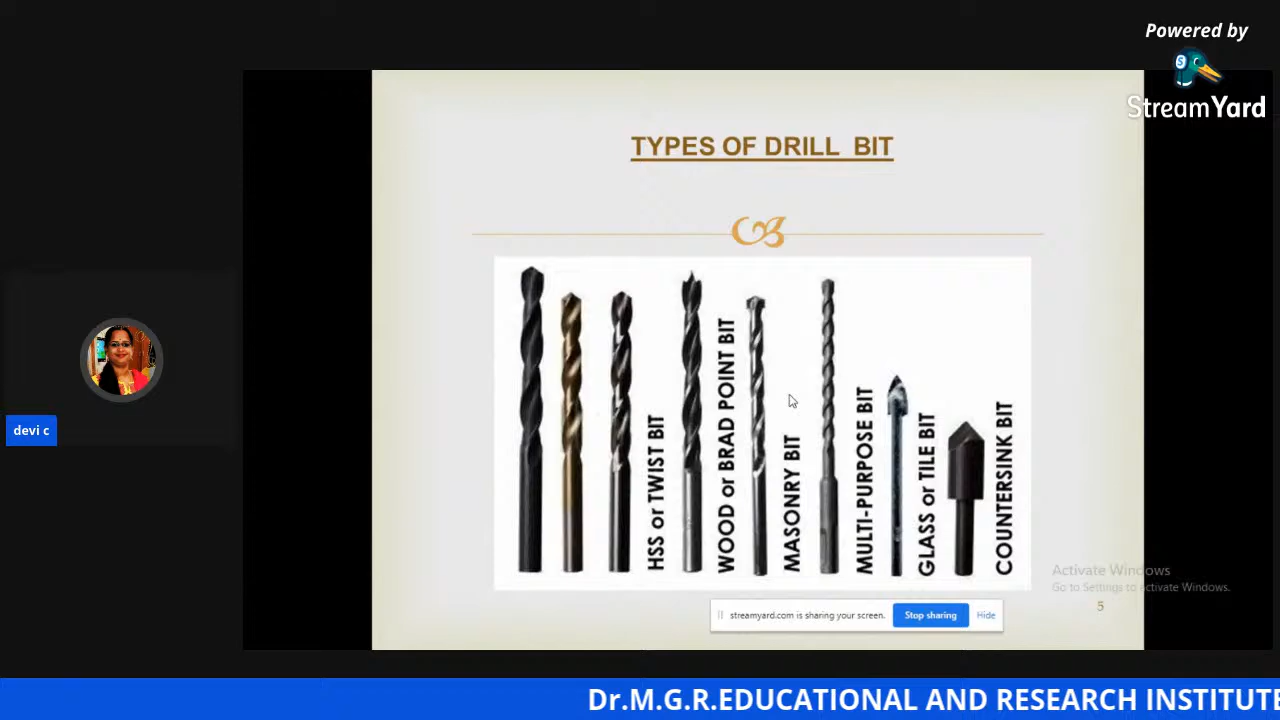 Powered by
StreamYard
TYPES OF DRILL BIT
HSS or TWIST BIT
WOOD or BRAD POINT BIT
MASONRY BIT
MULTI-PURPOSE BIT
GLASS or TILE BIT
COUNTERSINK BIT
devi c
Activate Windows
Go to Settings to activate Windows.
5
streamyard.com is sharing your screen.
Stop sharing
Hide
Dr.M.G.R.EDUCATIONAL AND RESEARCH INSTITUTE